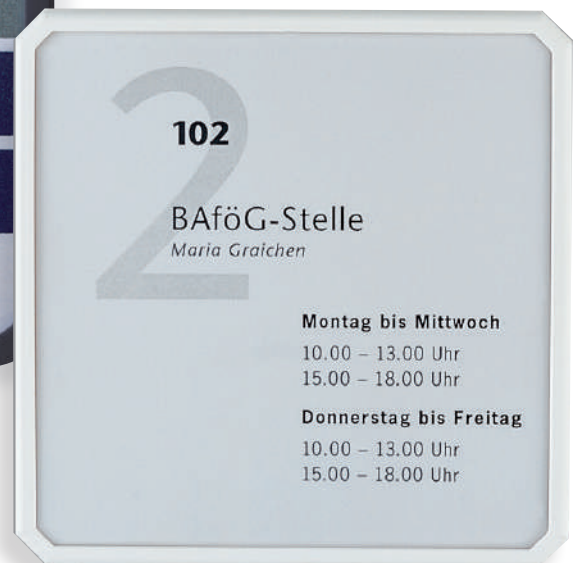 2
102
BAföG-Stelle
Maria Graichen
Montag bis Mittwoch
10.00 – 13.00 Uhr
15.00 – 18.00 Uhr
Donnerstag bis Freitag
10.00 – 13.00 Uhr
15.00 – 18.00 Uhr